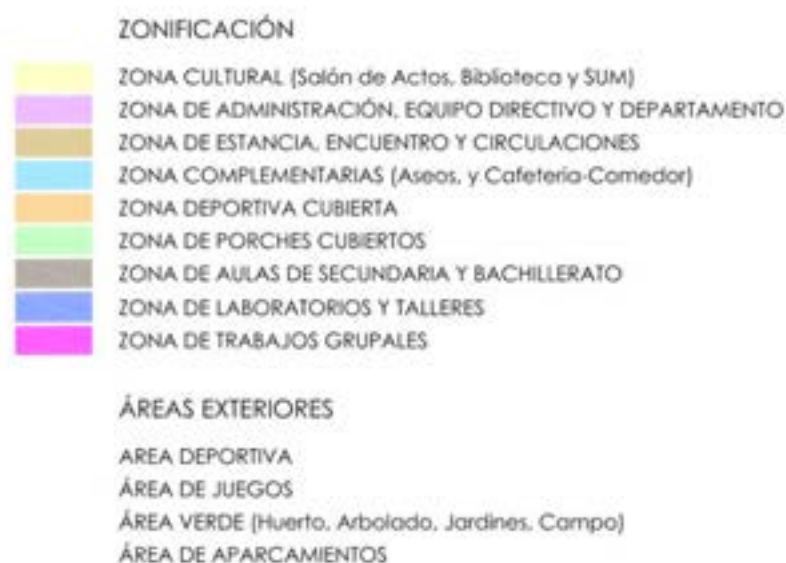 ZONIFICACIÓN
ZONA CULTURAL (Salón de Actos, Biblioteca y SUM)
ZONA DE ADMINISTRACIÓN, EQUIPO DIRECTIVO Y DEPARTAMENTO
ZONA DE ESTANCIA, ENCUENTRO Y CIRCULACIONES
ZONA COMPLEMENTARIAS (Aseos, y Cafetería-Comedor)
ZONA DEPORTIVA CUBIERTA
ZONA DE PORCHES CUBIERTOS
ZONA DE AULAS DE SECUNDARIA Y BACHILLERATO
ZONA DE LABORATORIOS Y TALLERES
ZONA DE TRABAJOS GRUPALES
ÁREAS EXTERIORES
AREA DEPORTIVA
ÁREA DE JUEGOS
ÁREA VERDE (Huerto, Arbolado, Jardines, Campo)
ÁREA DE APARCAMIENTOS